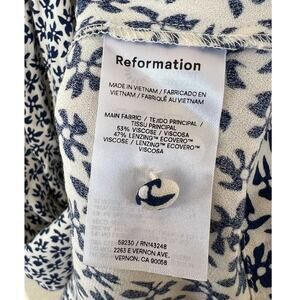 Reformation
MADE IN VIETNAM / FABRICADO EN
VIETNAM / FABRIQUÉ AU VIETNAM
MAIN FABRIC / TEJIDO PRINCIPAL /
TISSU PRINCIPAL
53% VISCOSE / VISCOSA
47% LENZING™ ECOVERO™
VISCOSE / LENZING™ ECOVERO™
VISCOSA
59230 / RN143248
2263 E VERNON AVE.
VERNON, CA 90058